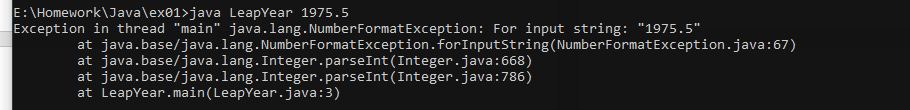 E:\Homework\Java\ex01>java LeapYear 1975.5
Exception in thread "main" java.lang.NumberFormatException: For input string: "1975.5"
        at java.base/java.lang.NumberFormatException.forInputString(NumberFormatException.java:67)
        at java.base/java.lang.Integer.parseInt(Integer.java:668)
        at java.base/java.lang.Integer.parseInt(Integer.java:786)
        at LeapYear.main(LeapYear.java:3)